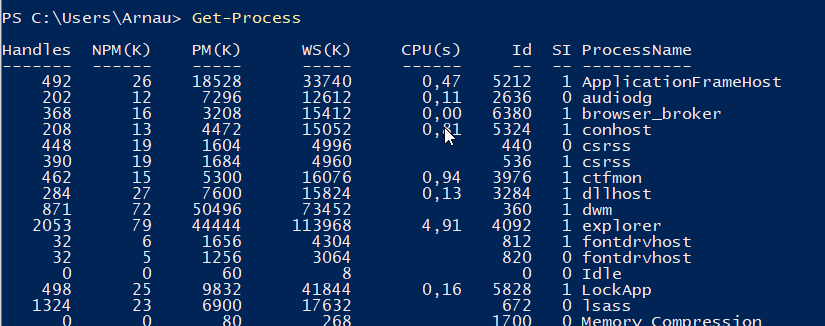 PS C:\Users\Arnau> Get-Process
Handles NPM(K) PM(K) WS(K) CPU(s) Id SI ProcessName
------- ------ ----- ----- ------ -- -- -----------
492 26 18528 33740 0,47 5212 1 ApplicationFrameHost
202 12 7296 12612 0,11 2636 0 audiodg
368 16 3208 15412 0,00 6380 1 browser_broker
208 13 4472 15052 0,81 5324 1 conhost
448 19 1604 4996 440 0 csrss
390 19 1684 4960 536 1 csrss
462 15 5300 16076 0,94 3976 1 ctfmon
284 27 7600 15824 0,13 3284 1 dllhost
871 72 50496 73452 360 1 dwm
2053 79 44444 113968 4,91 4092 1 explorer
32 6 1656 4304 812 1 fontdrvhost
32 5 1256 3064 820 0 fontdrvhost
0 0 60 8 0 0 Idle
498 25 9832 41844 0,16 5828 1 LockApp
1324 23 6900 17632 672 0 lsass
0 0 80 268 1700 0 Memory Compression